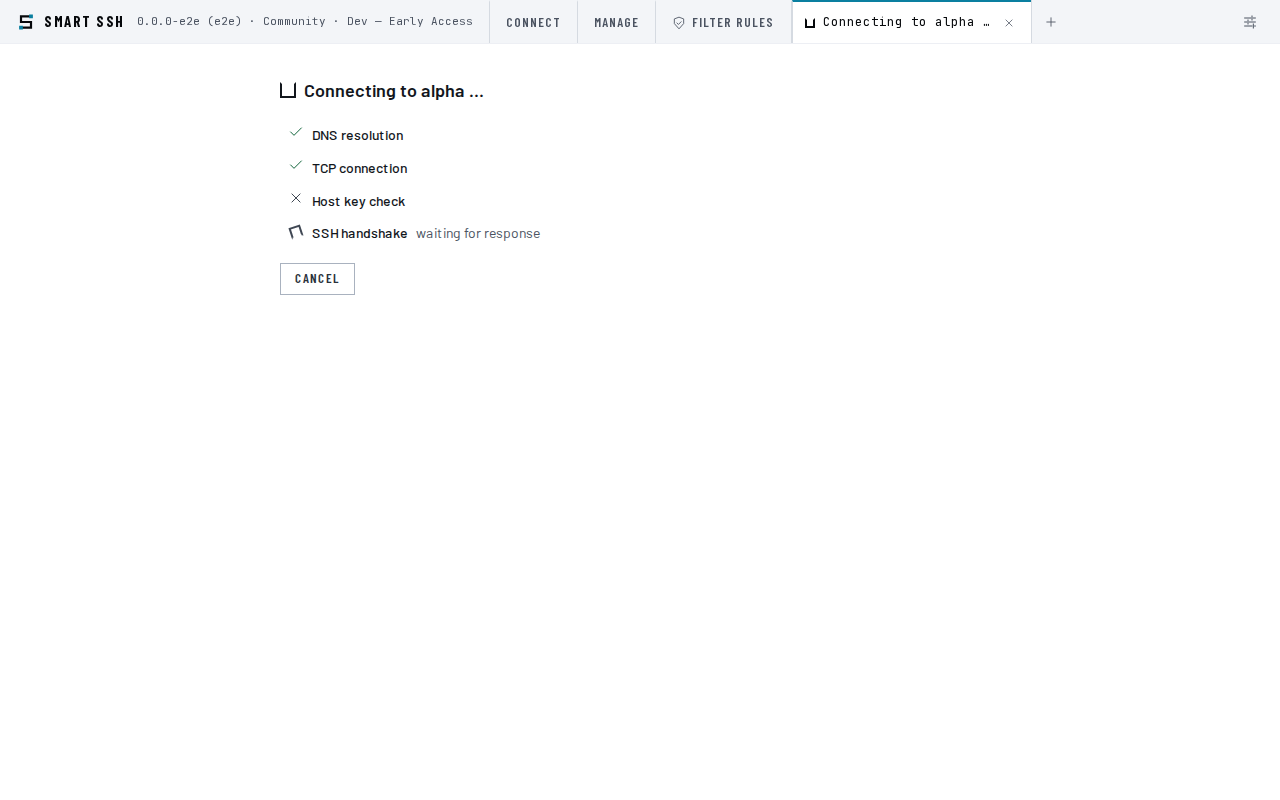 SMART SSH 0.0.0-e2e (e2e) · Community · Dev — Early Access CONNECT MANAGE FILTER RULES Connecting to alpha …
Connecting to alpha …
DNS resolution
TCP connection
Host key check
SSH handshake waiting for response
CANCEL